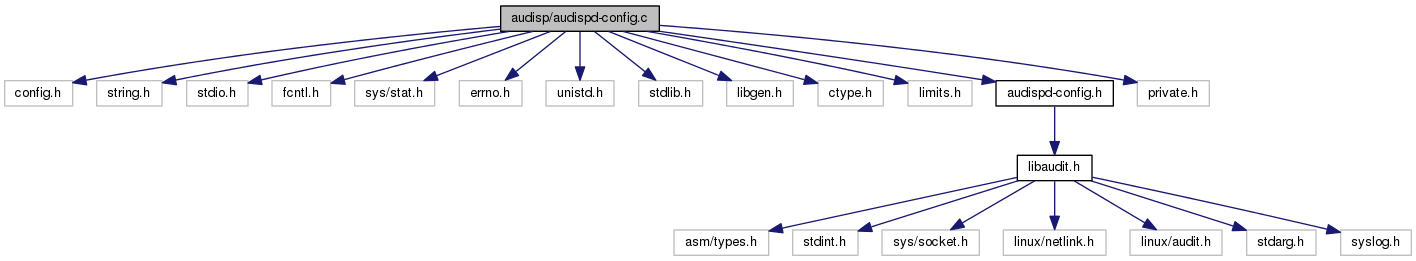 audisp/audispd-config.c
config.h
string.h
stdio.h
fcntl.h
sys/stat.h
errno.h
unistd.h
stdlib.h
libgen.h
ctype.h
limits.h
audispd-config.h
private.h
libaudit.h
asm/types.h
stdint.h
sys/socket.h
linux/netlink.h
linux/audit.h
stdarg.h
syslog.h